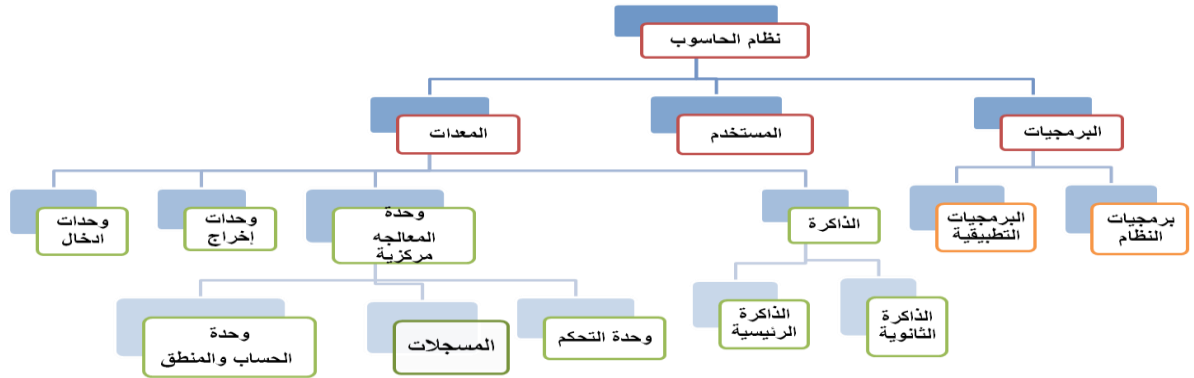 نظام الحاسوب
البرمجيات
المستخدم
المعدات
برمجيات
النظام
البرمجيات
التطبيقية
الذاكرة
وحدة
المعالجه
مركزية
وحدات
إخراج
وحدات
ادخال
الذاكرة
الثانوية
الذاكرة
الرئيسية
وحدة التحكم
المسجلات
وحدة
الحساب والمنطق